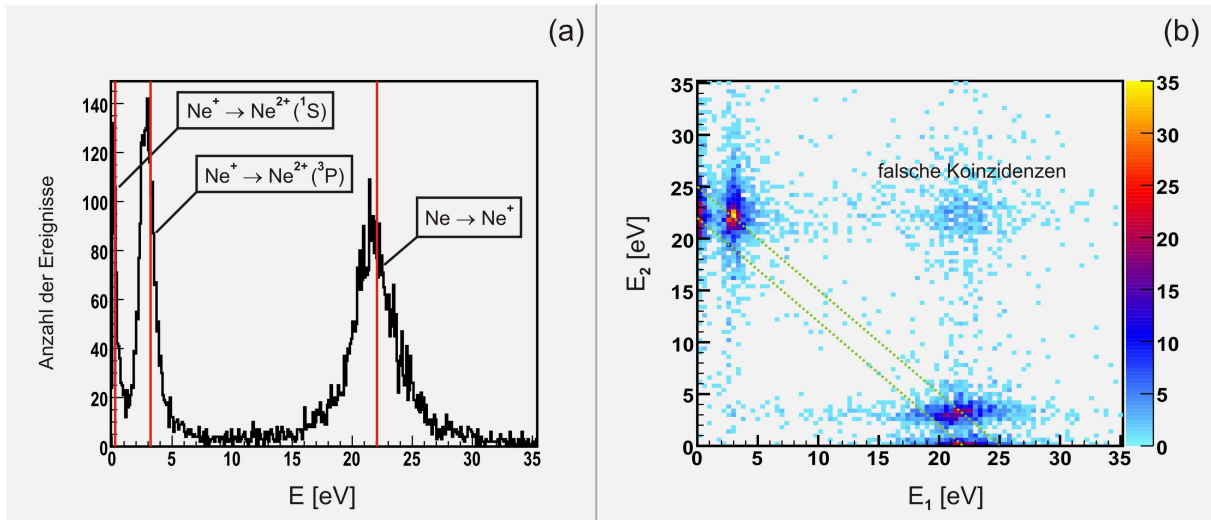 (a)
Ne⁺ → Ne²⁺ (¹S)
Ne⁺ → Ne²⁺ (³P)
Ne → Ne⁺
Anzahl der Ereignisse
140
120
100
80
60
40
20
0
0 5 10 15 20 25 30 35
E [eV]
(b)
falsche Koinzidenzen
E₂ [eV]
35
30
25
20
15
10
5
0
0 5 10 15 20 25 30 35
E₁ [eV]
35
30
25
20
15
10
5
0